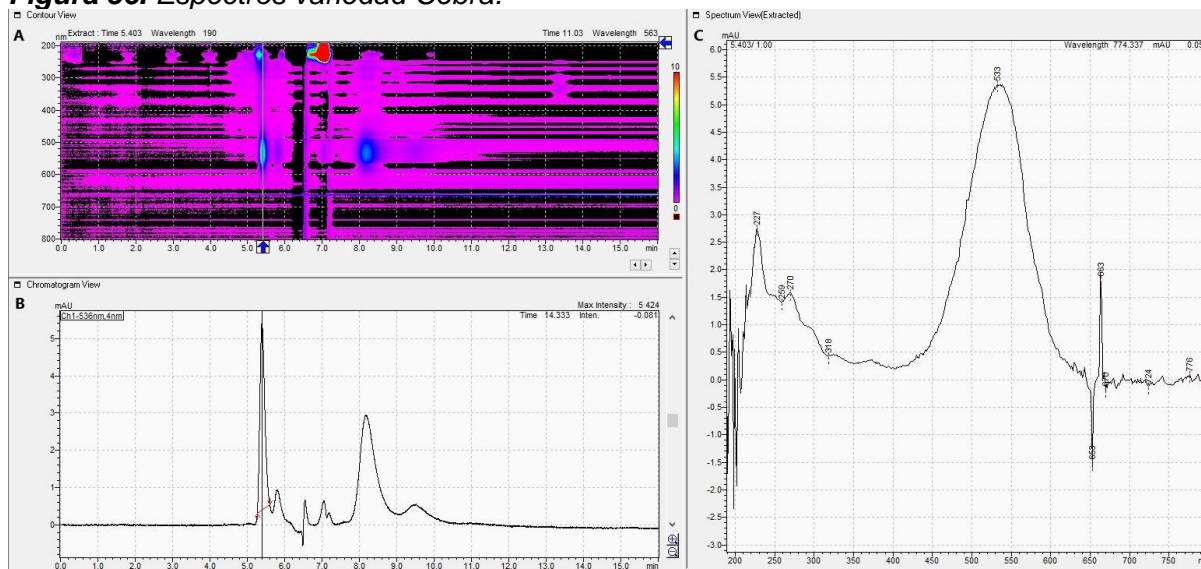 Figura 36. Espectros variedad Cobra.
Contour View
A
nm
Extract : Time 5.403 Wavelength 190
Time 11.03 Wavelength 563
200
300
400
500
600
700
800
0.0 1.0 2.0 3.0 4.0 5.0 6.0 7.0 8.0 9.0 10.0 11.0 12.0 13.0 14.0 15.0 min
10
0
Chromatogram View
B
mAU
Max Intensity : 5 424
Ch1-536nm,4nm
Time 14.333 Inten. -0.081
5
4
3
2
1
0
0.0 1.0 2.0 3.0 4.0 5.0 6.0 7.0 8.0 9.0 10.0 11.0 12.0 13.0 14.0 15.0 min
Spectrum View(Extracted)
C
mAU
5.403/ 1.00
Wavelength 774.337 mAU
6.0
5.5
5.0
4.5
4.0
3.5
3.0
2.5
2.0
1.5
1.0
0.5
0.0
-0.5
-1.0
-1.5
-2.0
-2.5
-3.0
227
259
270
318
533
653
663
670
724
776
200 250 300 350 400 450 500 550 600 650 700 750